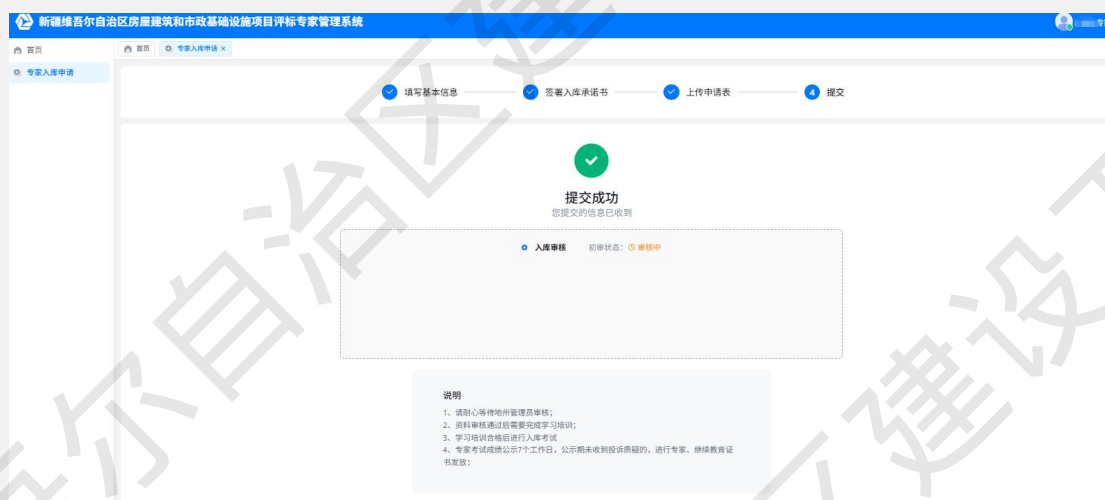 新疆维吾尔自治区房屋建筑和市政基础设施项目评标专家管理系统
首页
专家入库申请
首页 专家入库申请 ×
填写基本信息 签署入库承诺书 上传申请表 4 提交
提交成功
您提交的信息已收到
入库审核 初审状态: 审核中
说明
1、请耐心等待地州管理员审核;
2、资料审核通过后需要完成学习培训;
3、学习培训合格后进行入库考试
4、专家考试成绩公示7个工作日，公示期未收到投诉质疑的，进行专家、继续教育证
书发放;